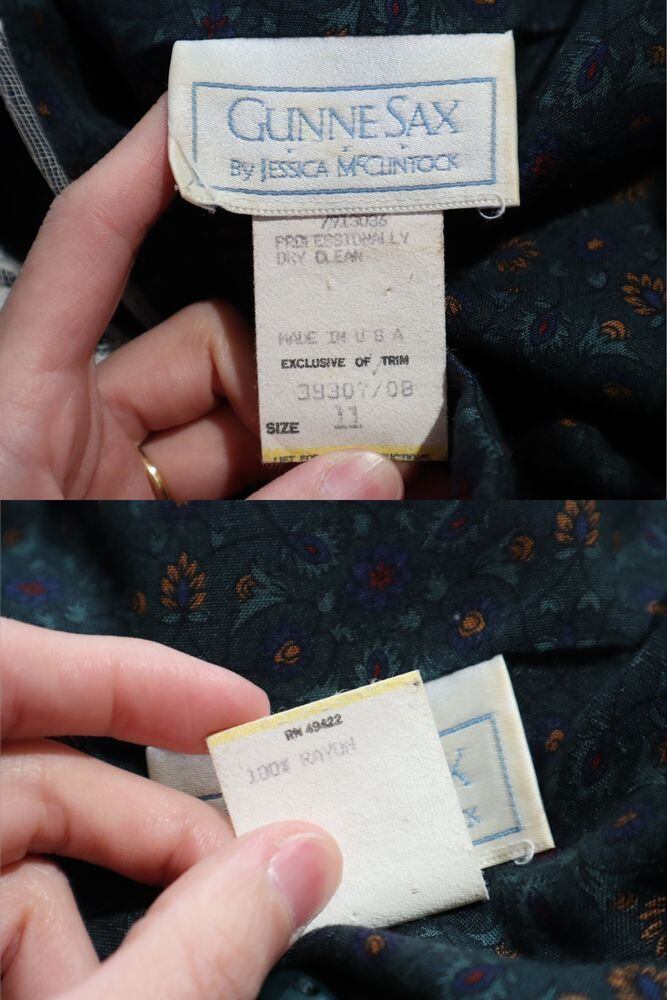 GUNNE SAX
BY JESSICA McCLINTOCK
7913036
PROFESSIONALLY
DRY CLEAN
MADE IN U S A
EXCLUSIVE OF TRIM
39307/08
SIZE 11
RN 49422
100% RAYON
X
K